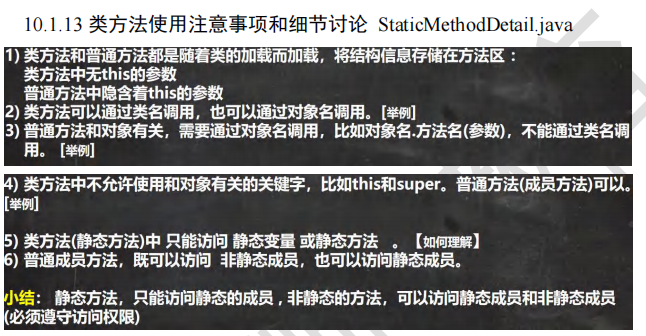 10.1.13 类方法使用注意事项和细节讨论 StaticMethodDetail.java
1) 类方法和普通方法都是随着类的加载而加载，将结构信息存储在方法区：
类方法中无this的参数
普通方法中隐含着this的参数
2) 类方法可以通过类名调用，也可以通过对象名调用。[举例]
3) 普通方法和对象有关，需要通过对象名调用，比如对象名.方法名(参数)，不能通过类名调
用。 [举例]
4) 类方法中不允许使用和对象有关的关键字，比如this和super。普通方法(成员方法)可以。
[举例]
5) 类方法(静态方法)中 只能访问 静态变量 或静态方法 。【如何理解】
6) 普通成员方法，既可以访问 非静态成员，也可以访问静态成员。
小结： 静态方法，只能访问静态的成员 , 非静态的方法，可以访问静态成员和非静态成员
(必须遵守访问权限)